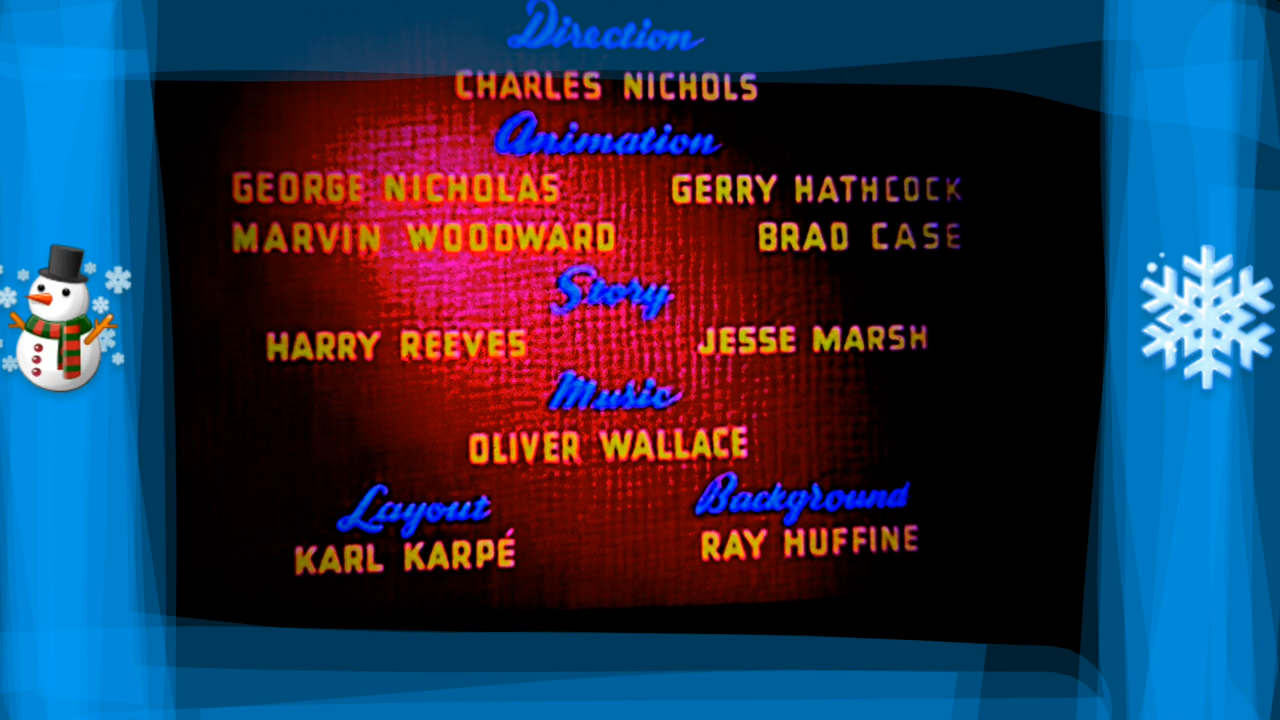 Direction
CHARLES NICHOLS
Animation
GEORGE NICHOLAS GERRY HATHCOCK
MARVIN WOODWARD BRAD CASE
Story
HARRY REEVES JESSE MARSH
Music
OLIVER WALLACE
Layout Background
KARL KARPÉ RAY HUFFINE